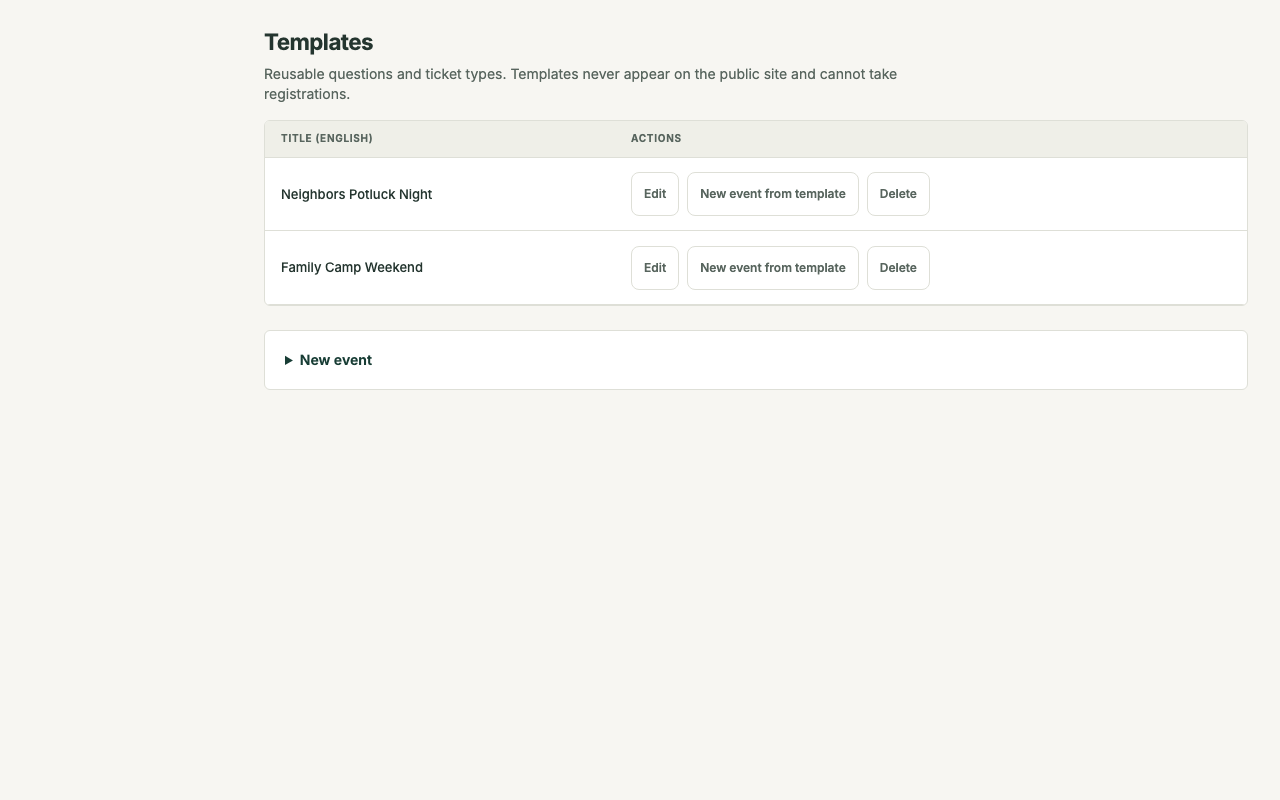 Templates
Reusable questions and ticket types. Templates never appear on the public site and cannot take
registrations.
TITLE (ENGLISH) ACTIONS
Neighbors Potluck Night Edit New event from template Delete
Family Camp Weekend Edit New event from template Delete
New event